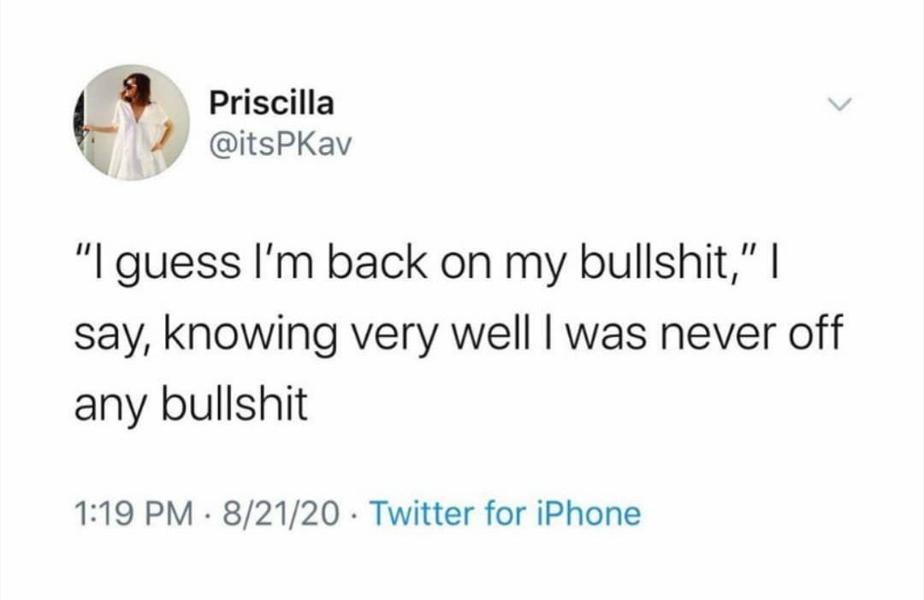 Priscilla
@itsPKav
"I guess I'm back on my bullshit," I
say, knowing very well I was never off
any bullshit
1:19 PM · 8/21/20 · Twitter for iPhone